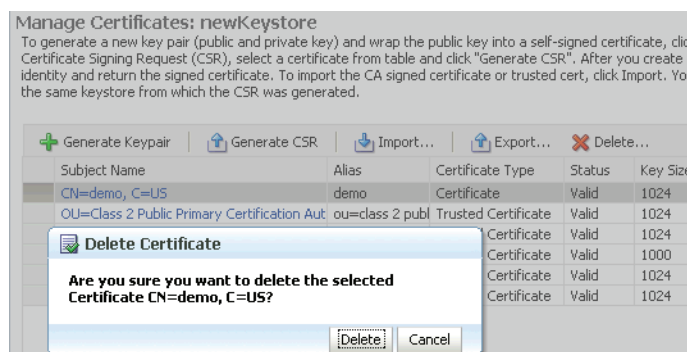 Manage Certificates: newKeystore
To generate a new key pair (public and private key) and wrap the public key into a self-signed certificate, clic
Certificate Signing Request (CSR), select a certificate from table and click "Generate CSR". After you create
identity and return the signed certificate. To import the CA signed certificate or trusted cert, click Import. Yo
the same keystore from which the CSR was generated.
Generate Keypair Generate CSR Import... Export... Delete...
Subject Name Alias Certificate Type Status Key Size
CN=demo, C=US demo Certificate Valid 1024
OU=Class 2 Public Primary Certification Aut ou=class 2 publ Trusted Certificate Valid 1024
Certificate Valid 1024
Certificate Valid 1000
Certificate Valid 1024
Certificate Valid 1024
Delete Certificate
Are you sure you want to delete the selected
Certificate CN=demo, C=US?
Delete Cancel